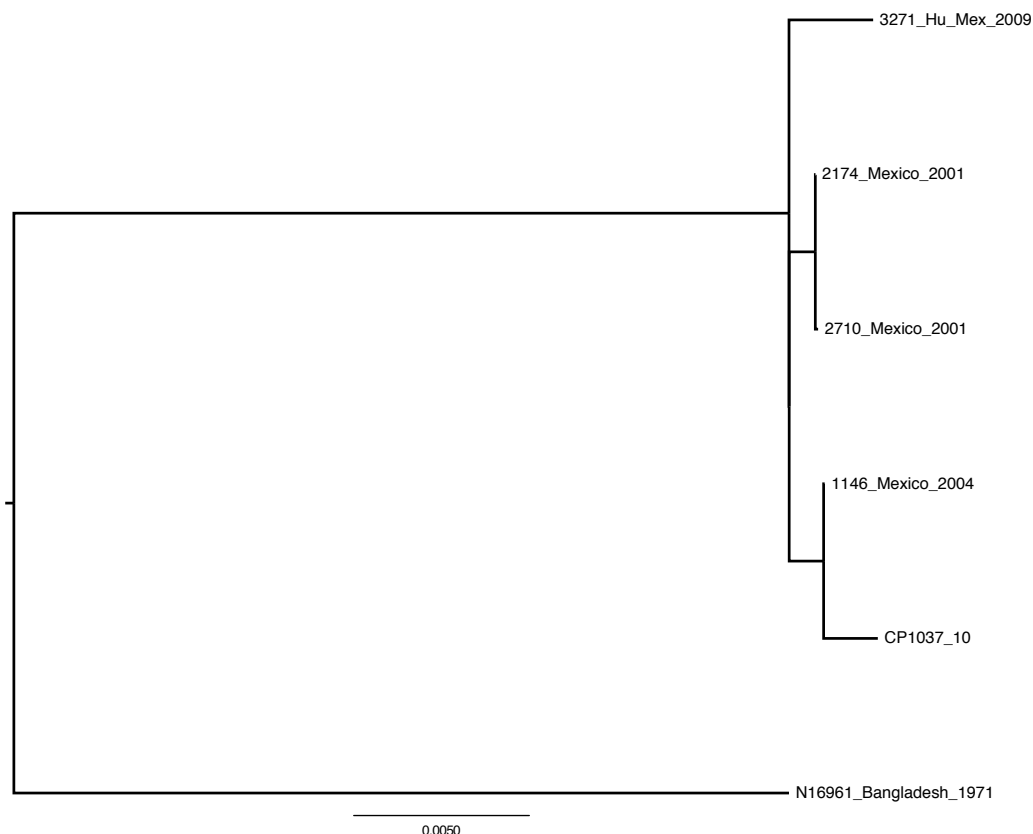 3271_Hu_Mex_2009
2174_Mexico_2001
2710_Mexico_2001
1146_Mexico_2004
CP1037_10
N16961_Bangladesh_1971
0.0050